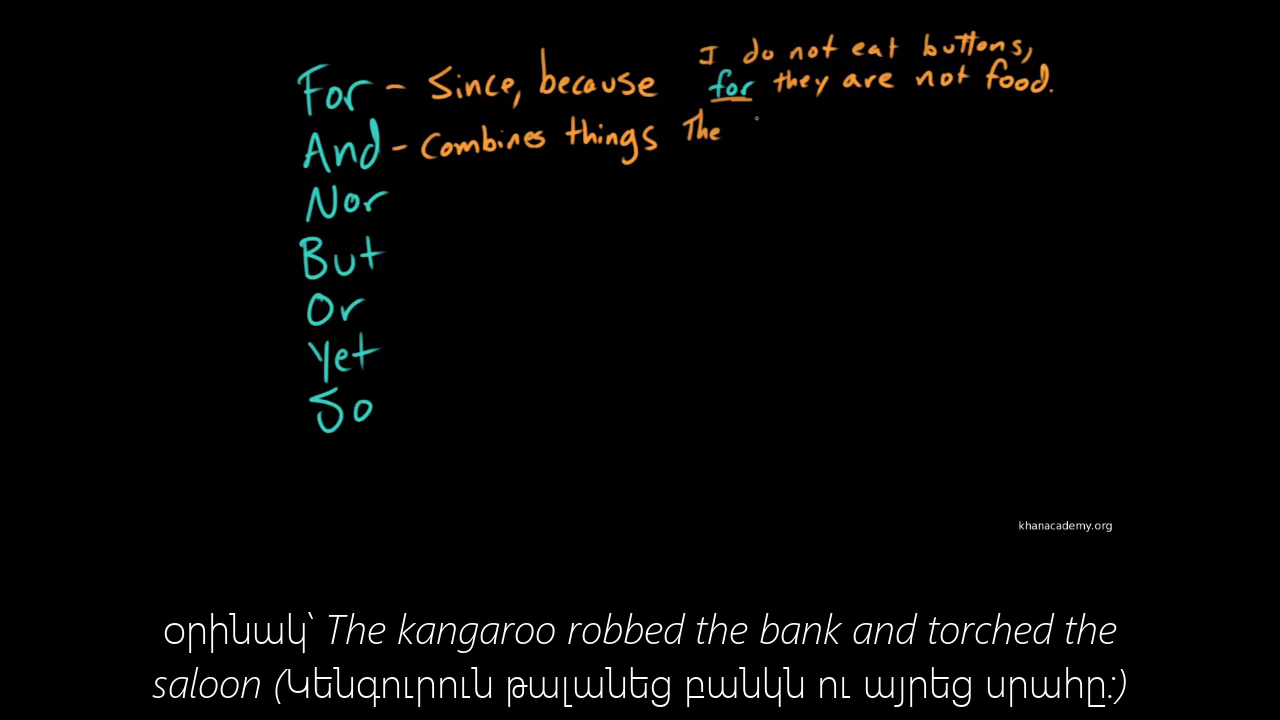 For - Since, because I do not eat buttons,
for they are not food.
And - Combines things The
Nor
But
Or
Yet
So
khanacademy.org
օրինակ՝ The kangaroo robbed the bank and torched the
saloon (Կենգուրուն թալանեց բանկն ու այրեց սրահը:)